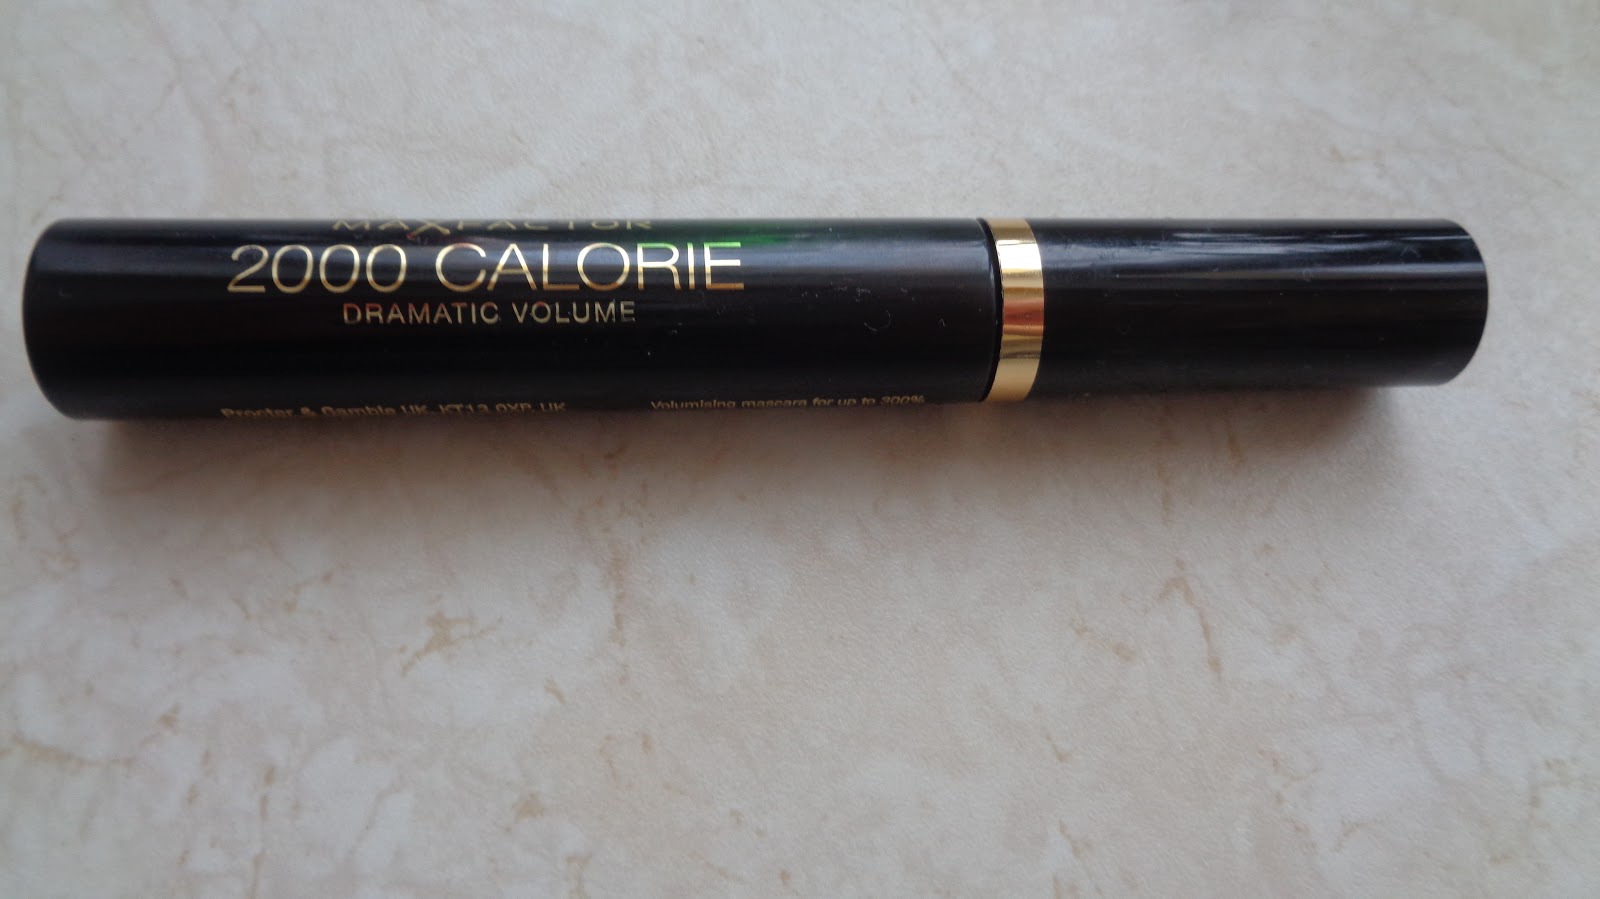 MAXFACTOR
2000 CALORIE
DRAMATIC VOLUME
Procter & Gamble UK, KT13 0XP, UK
Volumising mascara for up to 300%